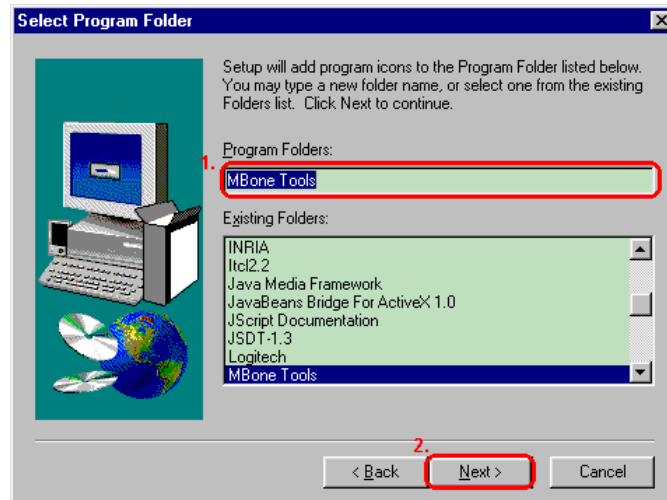 Select Program Folder
Setup will add program icons to the Program Folder listed below.
You may type a new folder name, or select one from the existing
Folders list. Click Next to continue.
Program Folders:
1.
MBone Tools
Existing Folders:
INRIA
Itcl2.2
Java Media Framework
JavaBeans Bridge For ActiveX 1.0
JScript Documentation
JSDT-1.3
Logitech
MBone Tools
2.
< Back
Next >
Cancel